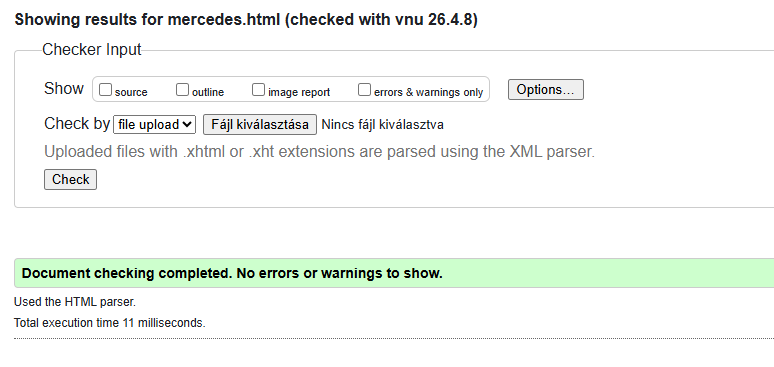 Showing results for mercedes.html (checked with vnu 26.4.8)
Checker Input
Show source outline image report errors & warnings only Options...
Check by file upload Fájl kiválasztása Nincs fájl kiválasztva
Uploaded files with .xhtml or .xht extensions are parsed using the XML parser.
Check
Document checking completed. No errors or warnings to show.
Used the HTML parser.
Total execution time 11 milliseconds.